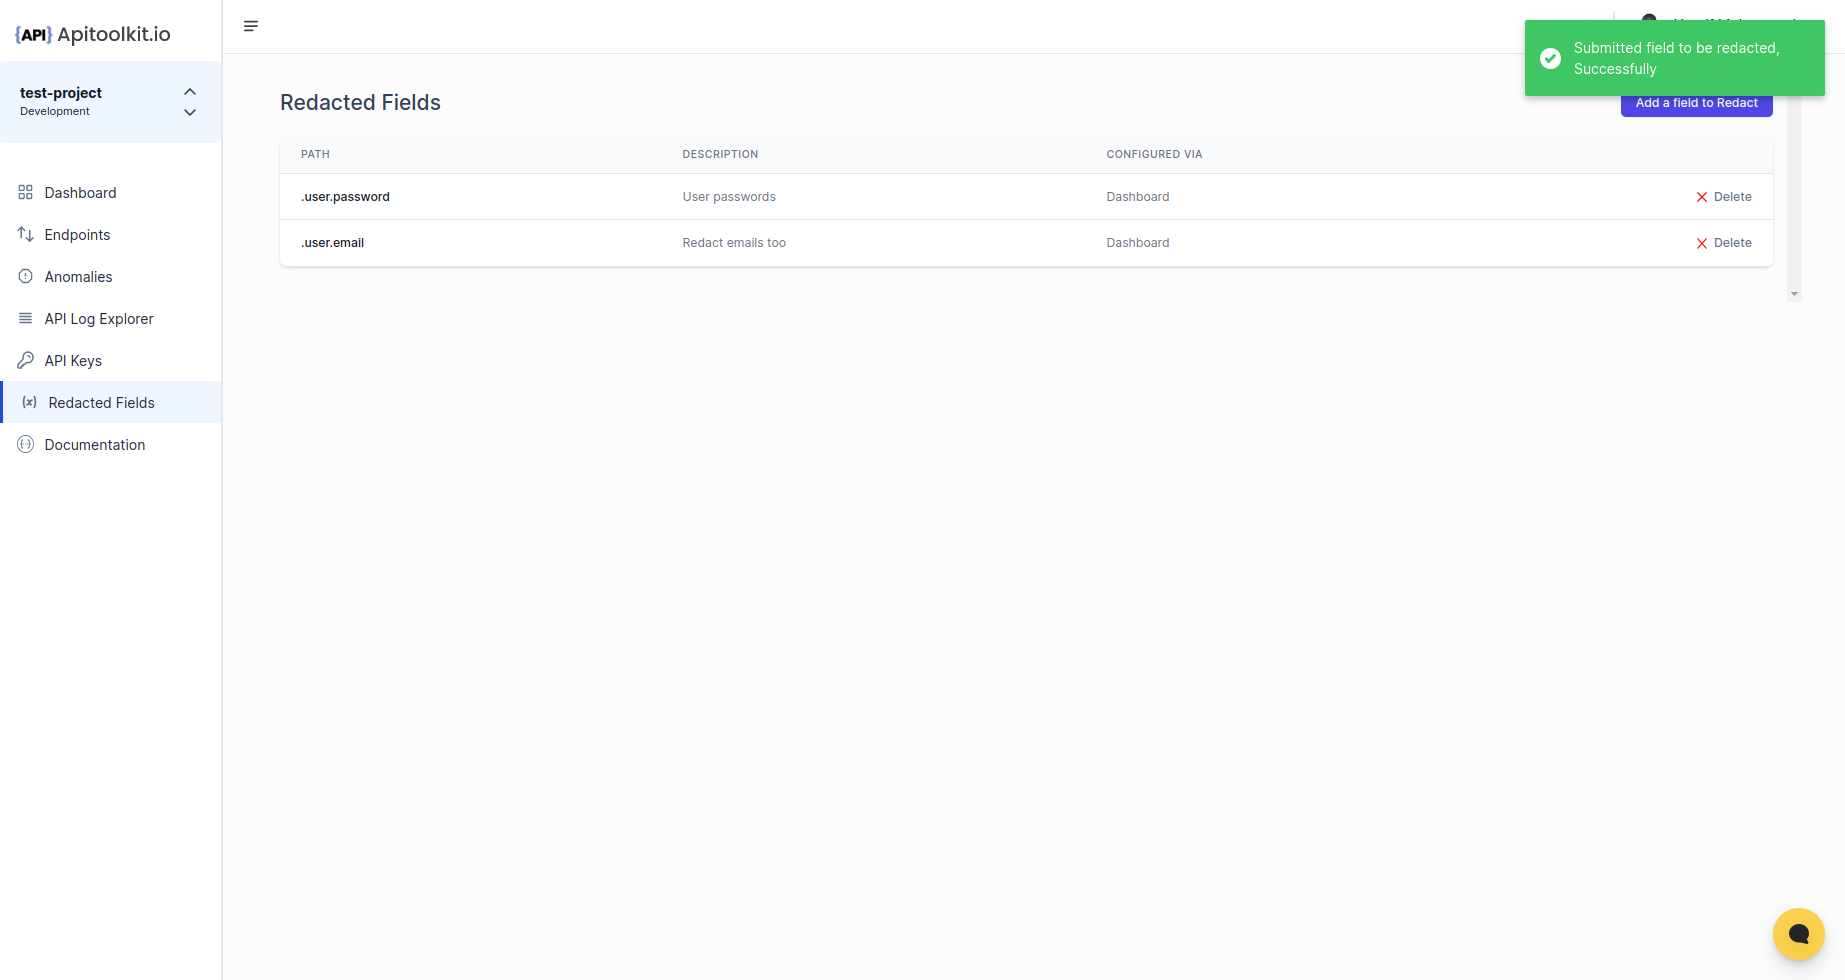 {API} Apitoolkit.io
test-project
Development
Dashboard
Endpoints
Anomalies
API Log Explorer
API Keys
(x) Redacted Fields
Documentation
Submitted field to be redacted,
Successfully
Redacted Fields
Add a field to Redact
PATH DESCRIPTION CONFIGURED VIA
.user.password User passwords Dashboard Delete
.user.email Redact emails too Dashboard Delete